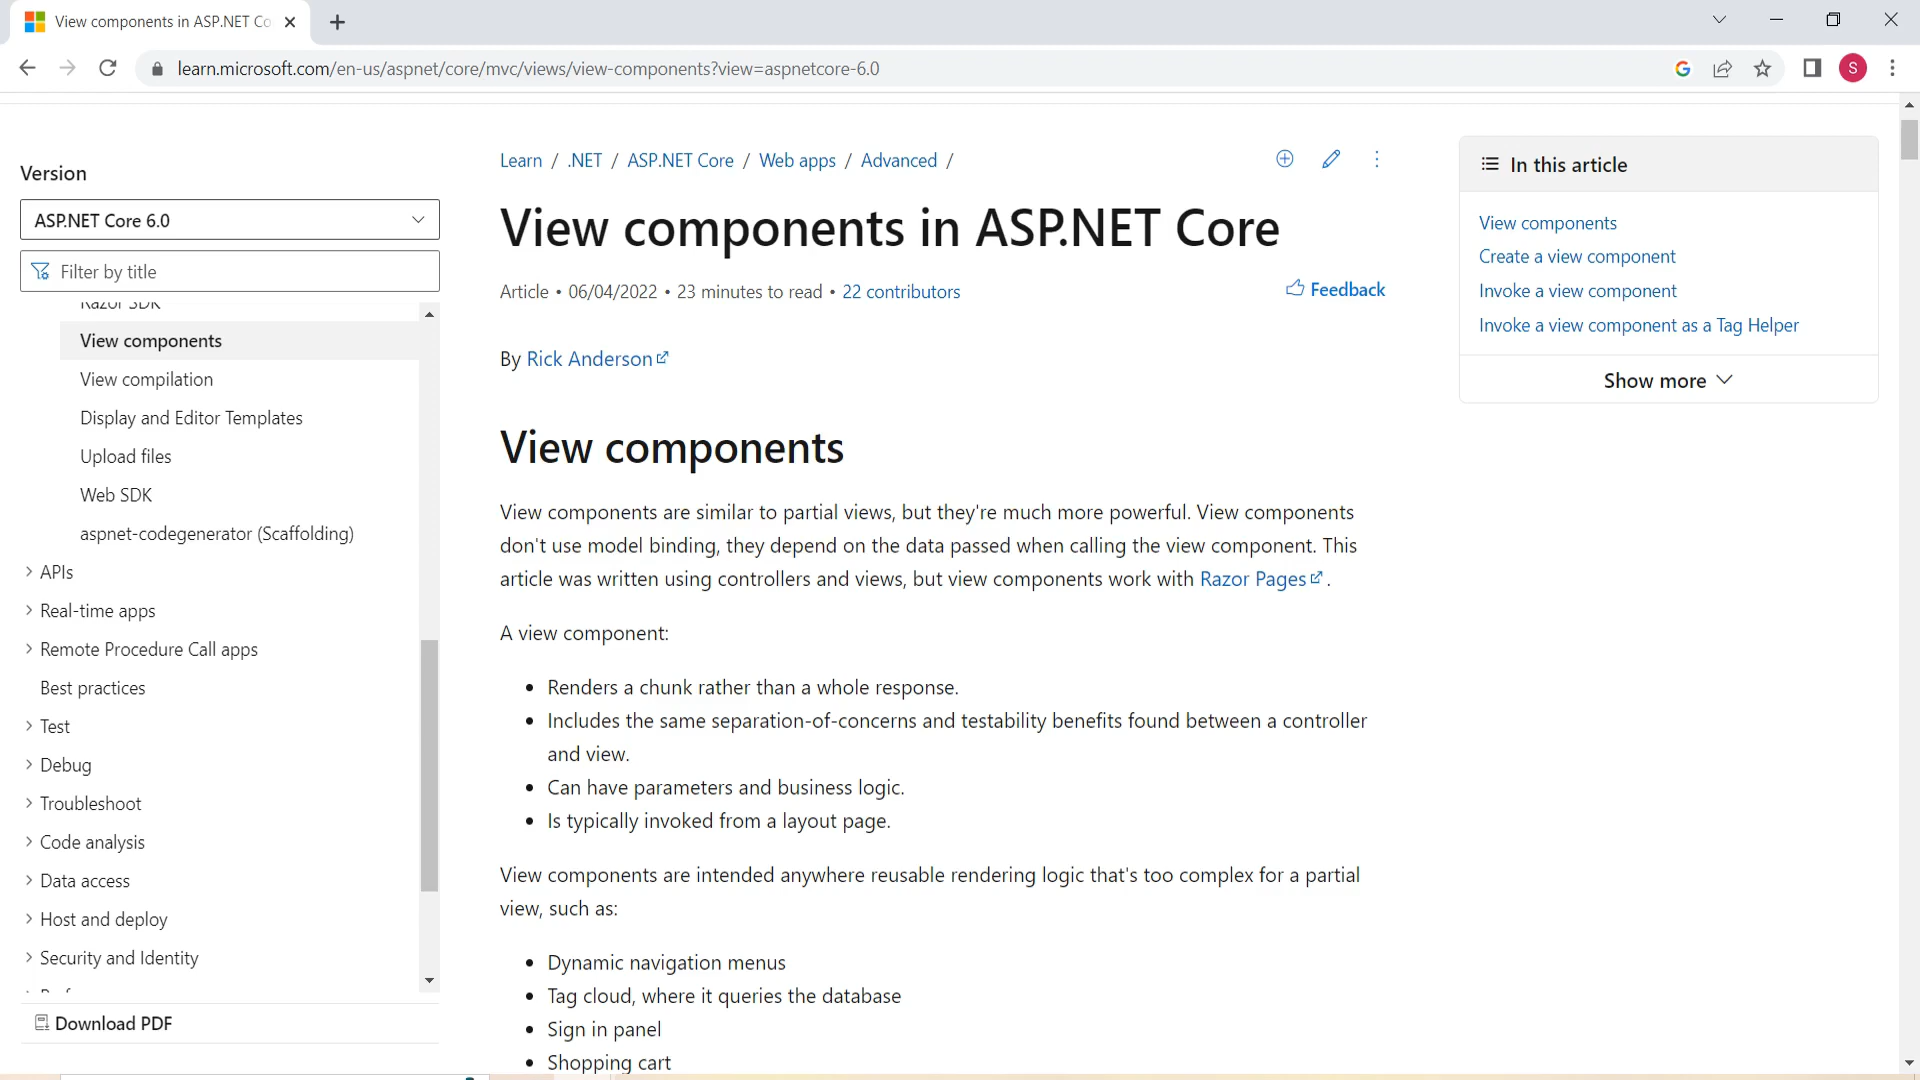 View components in ASP.NET Co
learn.microsoft.com/en-us/aspnet/core/mvc/views/view-components?view=aspnetcore-6.0
S
Version
ASP.NET Core 6.0
Filter by title
Razor SDK
View components
View compilation
Display and Editor Templates
Upload files
Web SDK
aspnet-codegenerator (Scaffolding)
APIs
Real-time apps
Remote Procedure Call apps
Best practices
Test
Debug
Troubleshoot
Code analysis
Data access
Host and deploy
Security and Identity
Download PDF
Learn / .NET / ASP.NET Core / Web apps / Advanced /
View components in ASP.NET Core
Article • 06/04/2022 • 23 minutes to read • 22 contributors
Feedback
By Rick Anderson
View components
View components are similar to partial views, but they're much more powerful. View components
don't use model binding, they depend on the data passed when calling the view component. This
article was written using controllers and views, but view components work with Razor Pages .
A view component:
• Renders a chunk rather than a whole response.
• Includes the same separation-of-concerns and testability benefits found between a controller
and view.
• Can have parameters and business logic.
• Is typically invoked from a layout page.
View components are intended anywhere reusable rendering logic that's too complex for a partial
view, such as:
• Dynamic navigation menus
• Tag cloud, where it queries the database
• Sign in panel
• Shopping cart
In this article
View components
Create a view component
Invoke a view component
Invoke a view component as a Tag Helper
Show more